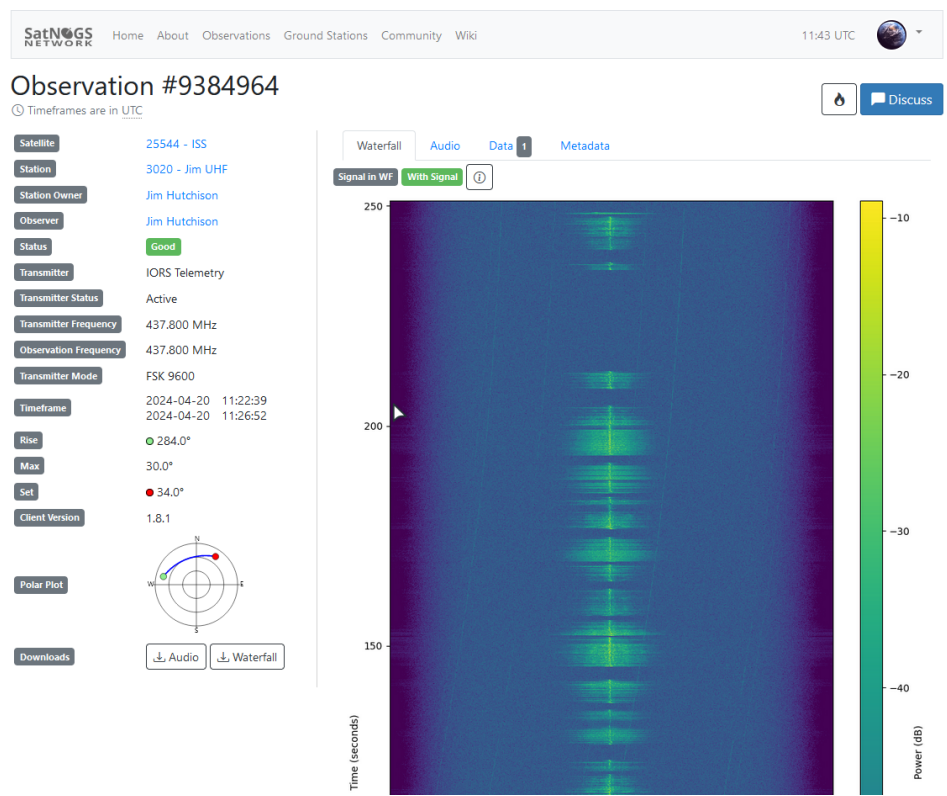 SatNOGS NETWORK Home About Observations Ground Stations Community Wiki 11:43 UTC
Observation #9384964
Timeframes are in UTC
Discuss
Satellite 25544 - ISS
Station 3020 - Jim UHF
Station Owner Jim Hutchison
Observer Jim Hutchison
Status Good
Transmitter IORS Telemetry
Transmitter Status Active
Transmitter Frequency 437.800 MHz
Observation Frequency 437.800 MHz
Transmitter Mode FSK 9600
Timeframe 2024-04-20 11:22:39
2024-04-20 11:26:52
Rise 284.0°
Max 30.0°
Set 34.0°
Client Version 1.8.1
Polar Plot
N
W
E
S
Downloads Audio Waterfall
Waterfall Audio Data 1 Metadata
Signal in WF With Signal
250
200
150
Time (seconds)
−10
−20
−30
−40
Power (dB)